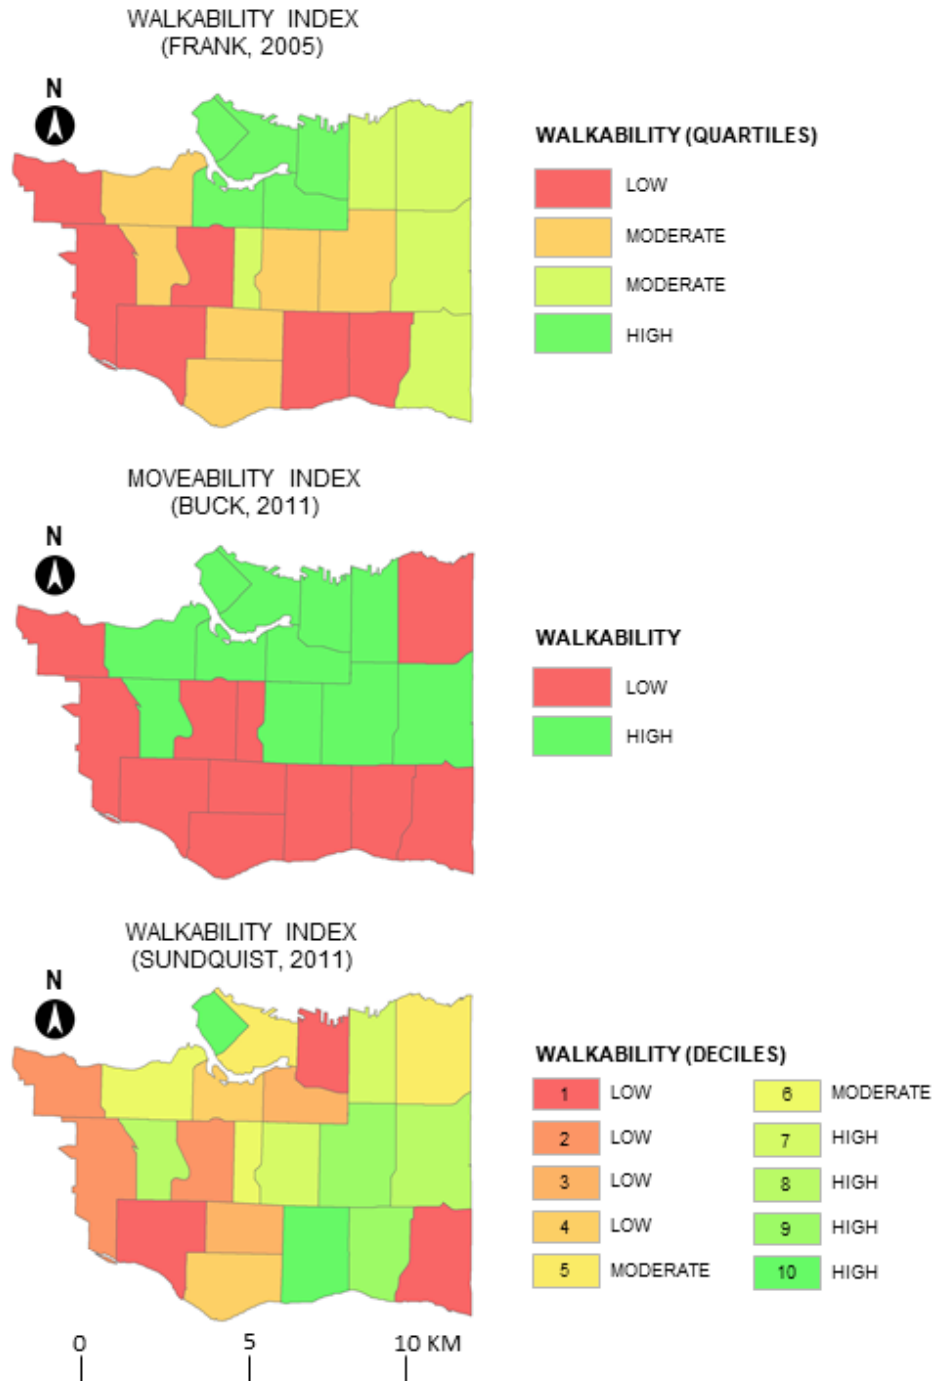 WALKABILITY INDEX
(FRANK, 2005)
N
WALKABILITY (QUARTILES)
LOW
MODERATE
MODERATE
HIGH
MOVEABILITY INDEX
(BUCK, 2011)
N
WALKABILITY
LOW
HIGH
WALKABILITY INDEX
(SUNDQUIST, 2011)
N
WALKABILITY (DECILES)
1 LOW
2 LOW
3 LOW
4 LOW
5 MODERATE
6 MODERATE
7 HIGH
8 HIGH
9 HIGH
10 HIGH
0 5 10 KM